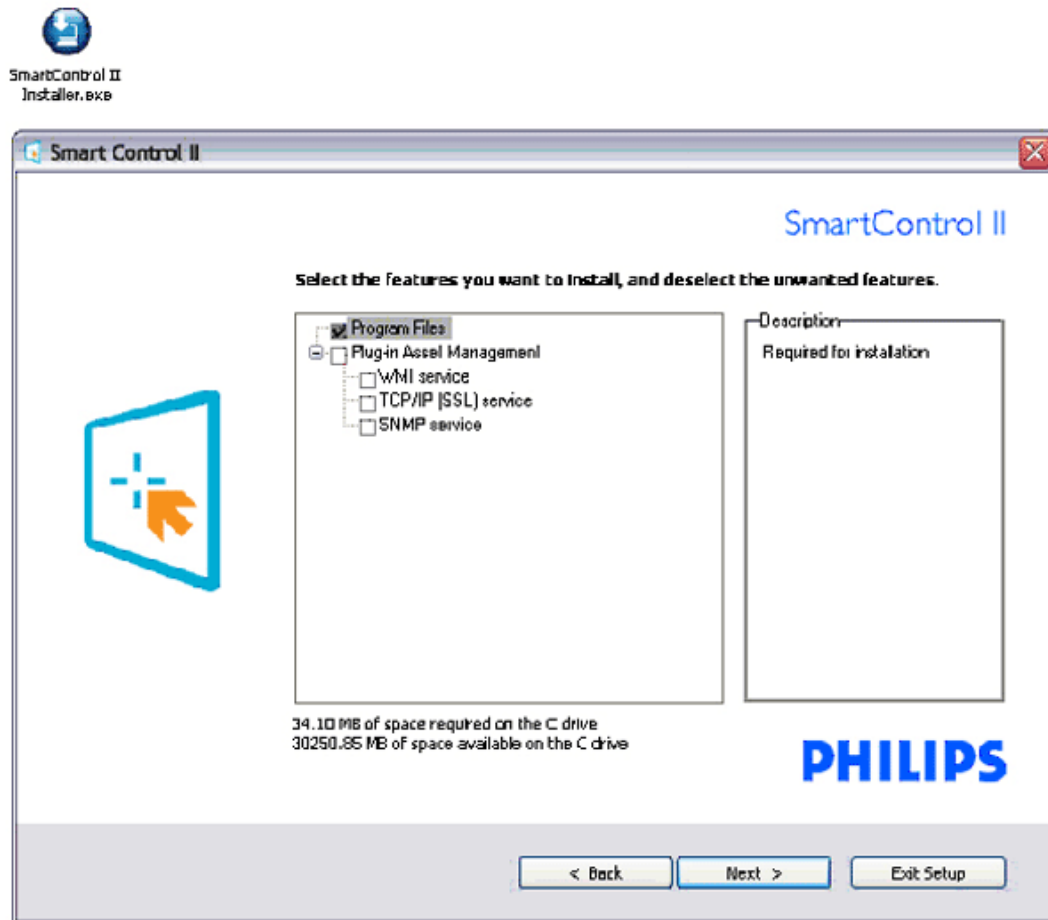 SmartControl II
Installer.exe
Smart Control II
SmartControl II
Select the features you want to install, and deselect the unwanted features.
Program Files
Plug-in Asset Management
WMI service
TCP/IP (SSL) service
SNMP service
Description
Required for installation
34.10 MB of space required on the C drive
30250.85 MB of space available on the C drive
PHILIPS
< Back
Next >
Exit Setup